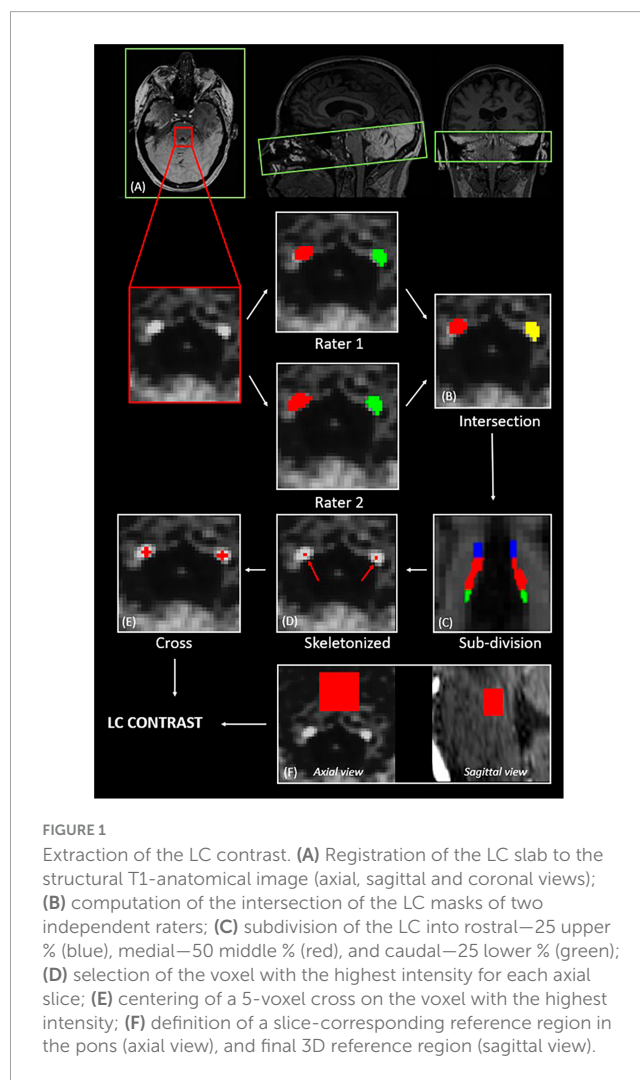 (A)
Rater 1
(B)
Intersection
Rater 2
(E)
Cross
(D)
Skeletonized
(C)
Sub-division
LC CONTRAST
(F)
Axial view
Sagittal view
FIGURE 1
Extraction of the LC contrast. (A) Registration of the LC slab to the
structural T1-anatomical image (axial, sagittal and coronal views);
(B) computation of the intersection of the LC masks of two
independent raters; (C) subdivision of the LC into rostral—25 upper
% (blue), medial—50 middle % (red), and caudal—25 lower % (green);
(D) selection of the voxel with the highest intensity for each axial
slice; (E) centering of a 5-voxel cross on the voxel with the highest
intensity; (F) definition of a slice-corresponding reference region in
the pons (axial view), and final 3D reference region (sagittal view).